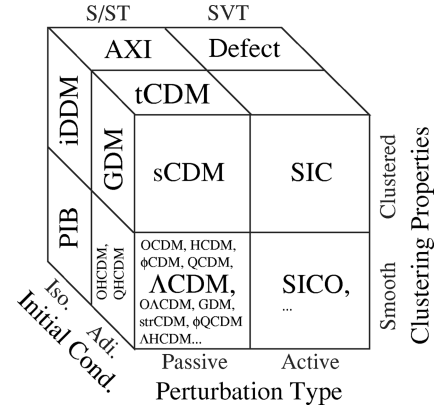 S/ST SVT
AXI Defect
tCDM
iDDM
GDM
sCDM SIC
PIB
OHCDM,
QHCDM
OCDM, HCDM,
ϕCDM, QCDM,
ΛCDM,
OΛCDM, GDM,
strCDM, ϕQCDM
ΛHCDM...
SICO,
...
Clustered
Smooth
Clustering Properties
Iso.
Adi.
Initial Cond.
Passive Active
Perturbation Type